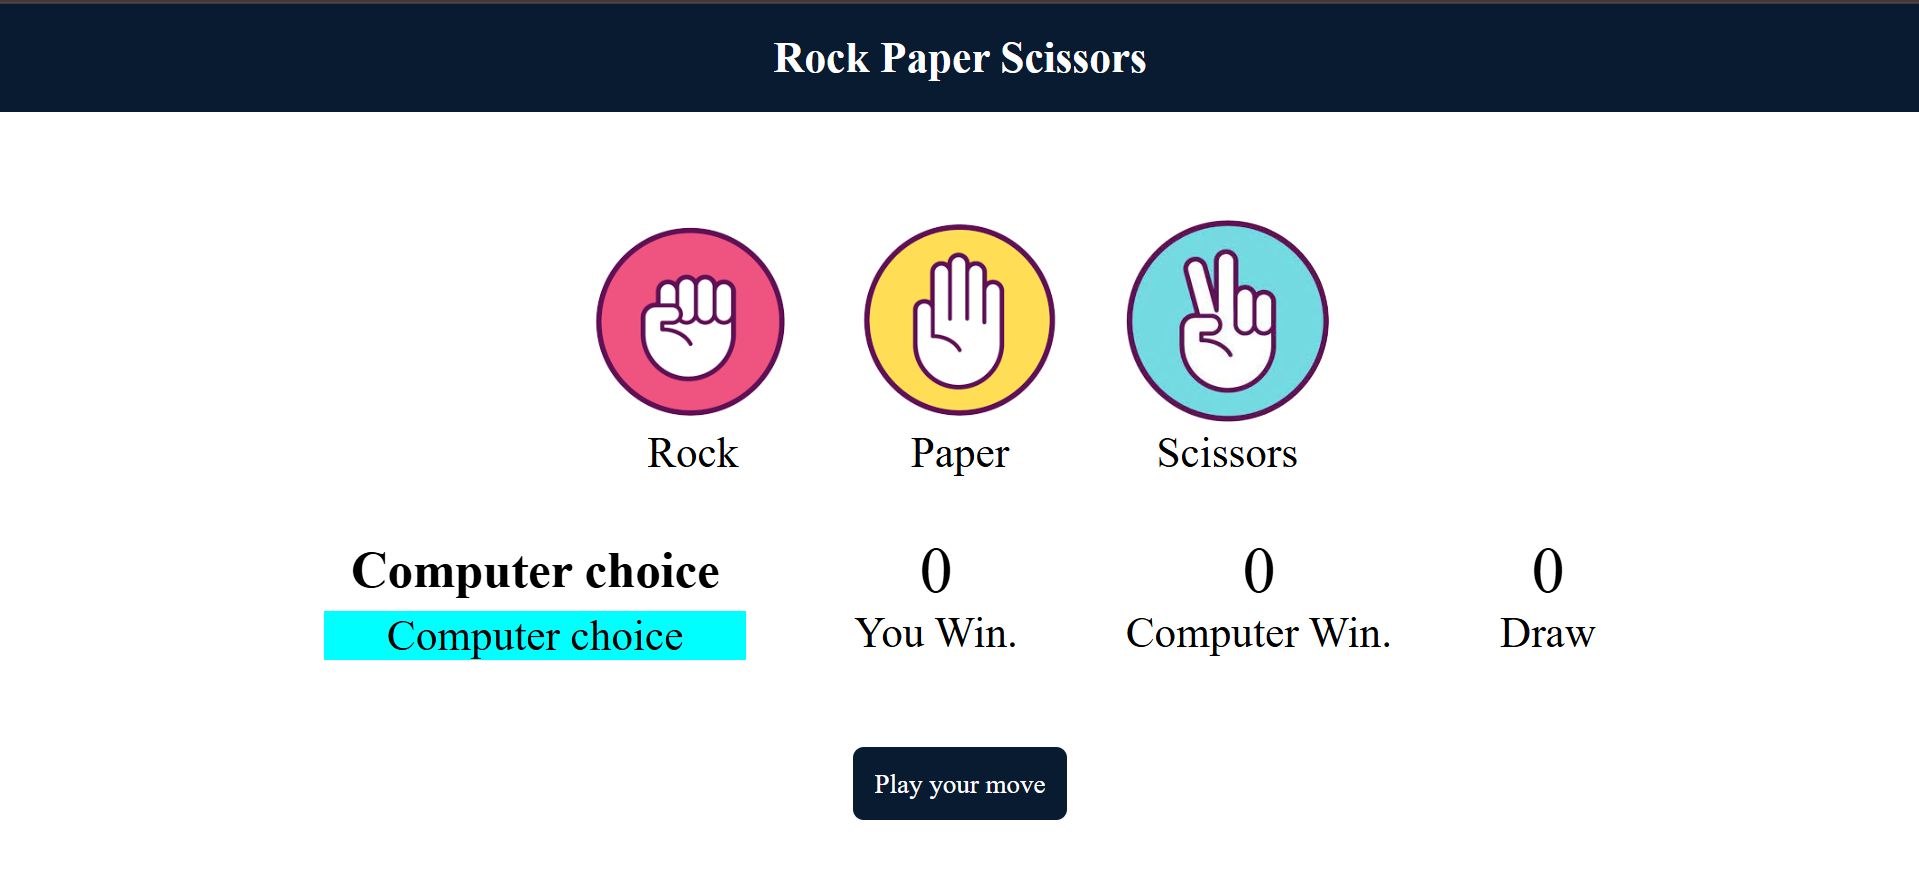 Rock Paper Scissors
Rock Paper Scissors
Computer choice 0 0 0
Computer choice You Win. Computer Win. Draw
Play your move